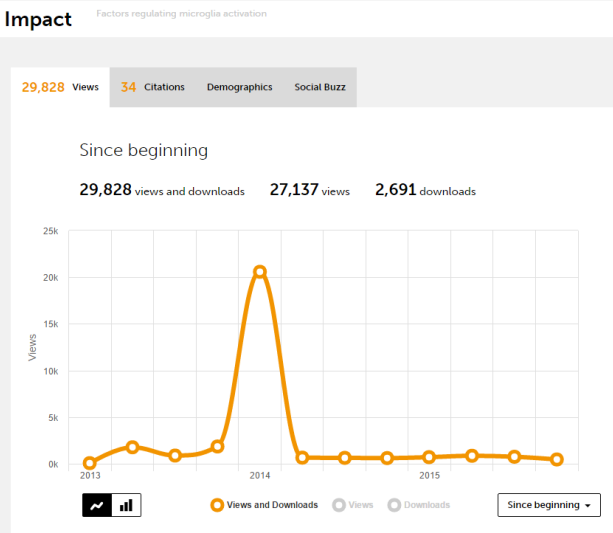 Impact Factors regulating microglia activation
29,828 Views 34 Citations Demographics Social Buzz
Since beginning
29,828 views and downloads 27,137 views 2,691 downloads
25k
20k
15k
10k
5k
0k
Views
2013 2014 2015
Views and Downloads Views Downloads Since beginning